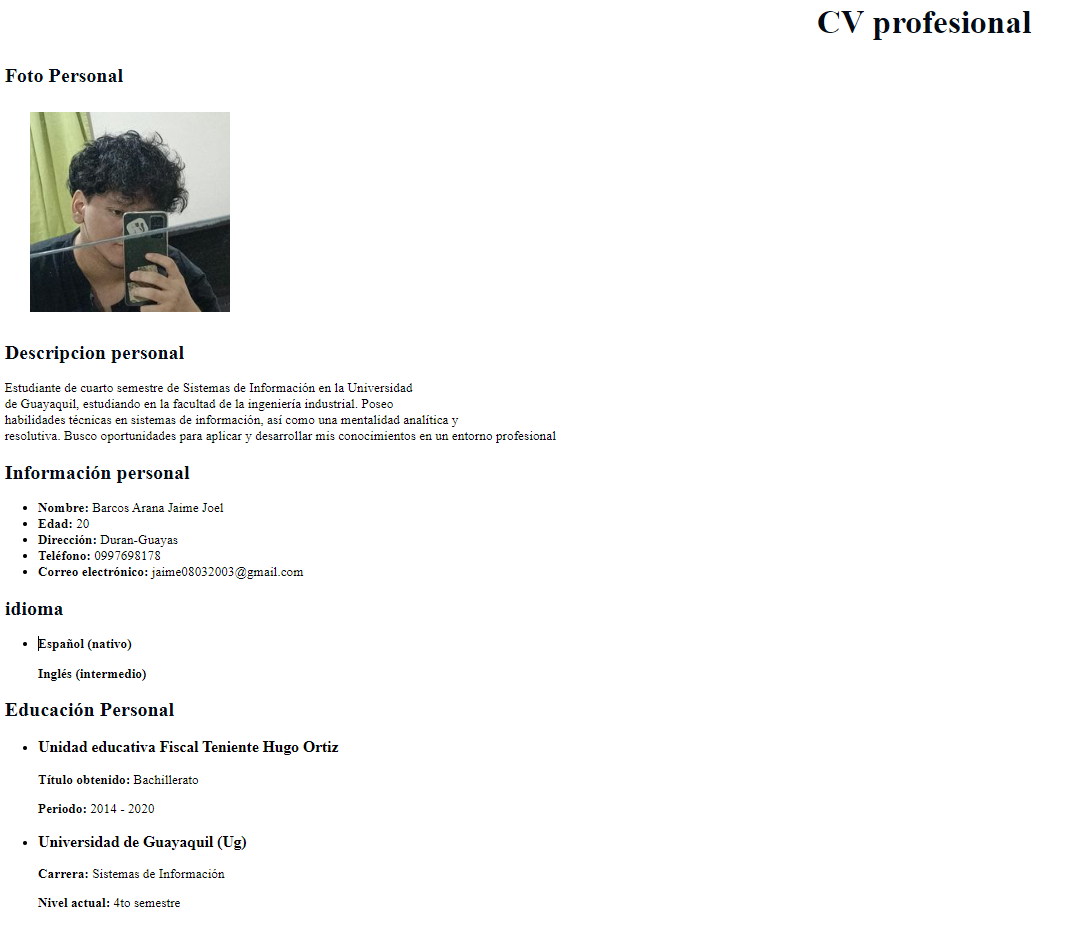 CV profesional
Foto Personal
Descripcion personal
Estudiante de cuarto semestre de Sistemas de Información en la Universidad
de Guayaquil, estudiando en la facultad de la ingeniería industrial. Poseo
habilidades técnicas en sistemas de información, así como una mentalidad analítica y
resolutiva. Busco oportunidades para aplicar y desarrollar mis conocimientos en un entorno profesional
Información personal
Nombre: Barcos Arana Jaime Joel
Edad: 20
Dirección: Duran-Guayas
Teléfono: 0997698178
Correo electrónico: jaime08032003@gmail.com
idioma
Español (nativo)
Inglés (intermedio)
Educación Personal
Unidad educativa Fiscal Teniente Hugo Ortiz
Título obtenido: Bachillerato
Periodo: 2014 - 2020
Universidad de Guayaquil (Ug)
Carrera: Sistemas de Información
Nivel actual: 4to semestre